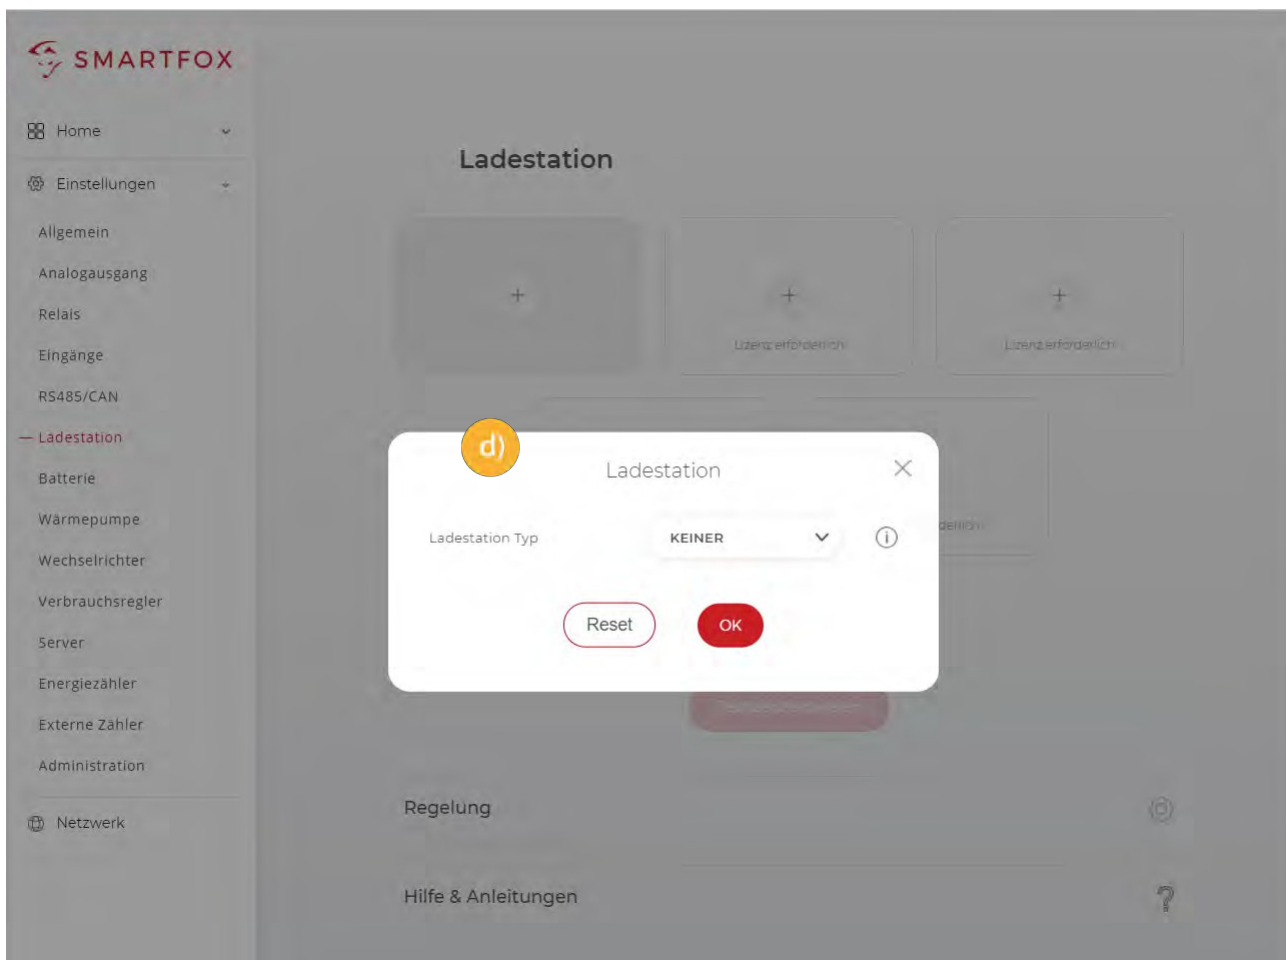 SMARTFOX
Home
Einstellungen
Allgemein
Analogausgang
Relais
Eingänge
RS485/CAN
Ladestation
Batterie
Wärmepumpe
Wechselrichter
Verbrauchsregler
Server
Energiezähler
Externe Zähler
Administration
Netzwerk
Ladestation
+ + +
Lizenz erforderlich! Lizenz erforderlich!
d)
Ladestation
Ladestation Typ KEINER
Reset OK
Regelung
Hilfe & Anleitungen